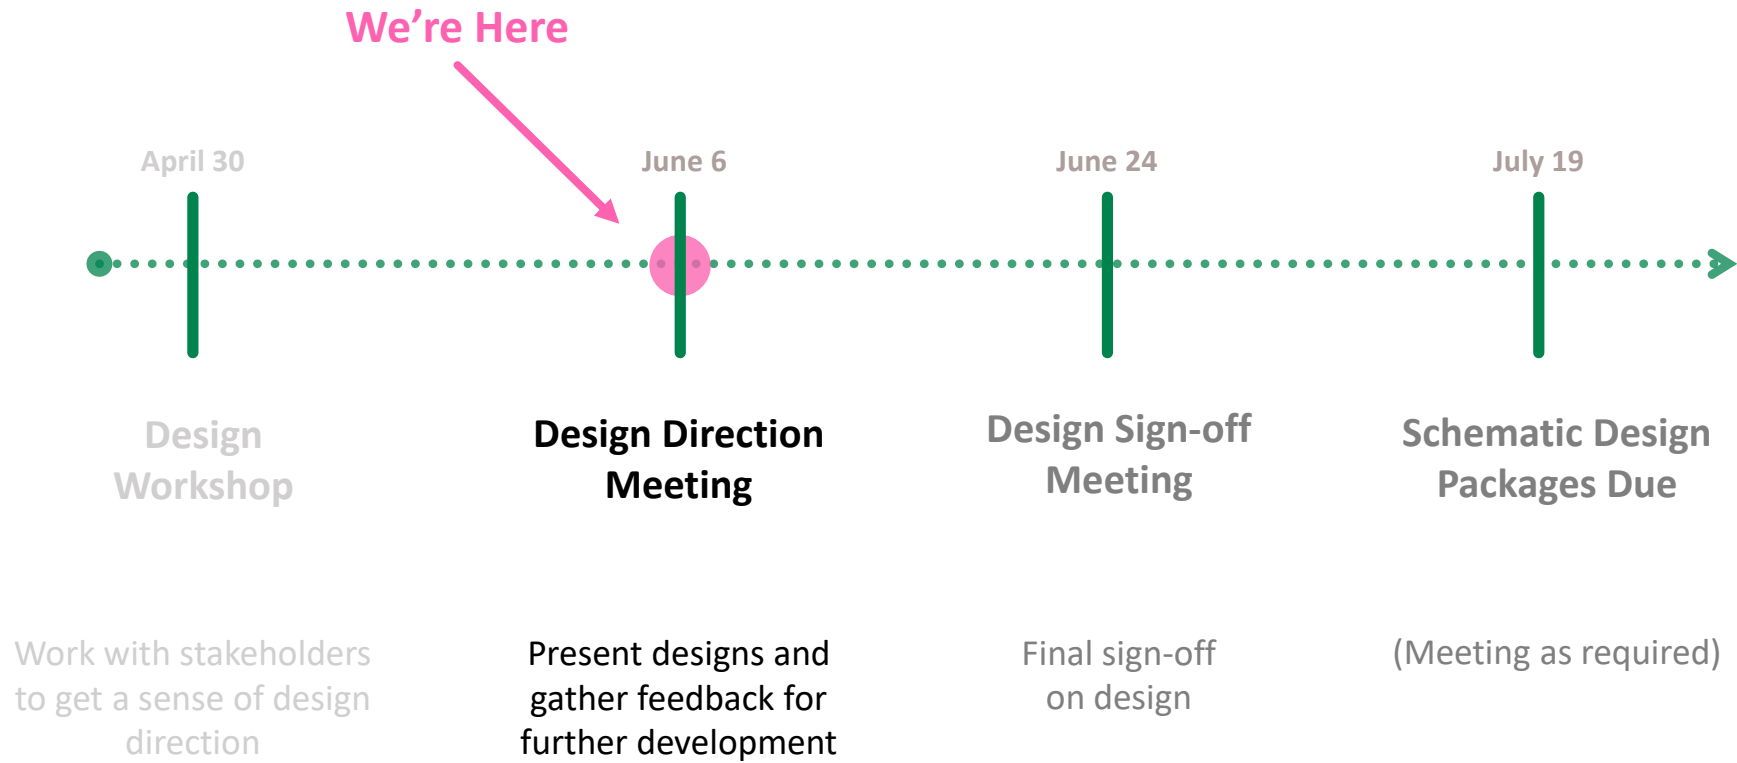 We're Here
April 30
June 6
June 24
July 19
Design
Workshop
Design Direction
Meeting
Design Sign-off
Meeting
Schematic Design
Packages Due
Work with stakeholders
to get a sense of design
direction
Present designs and
gather feedback for
further development
Final sign-off
on design
(Meeting as required)